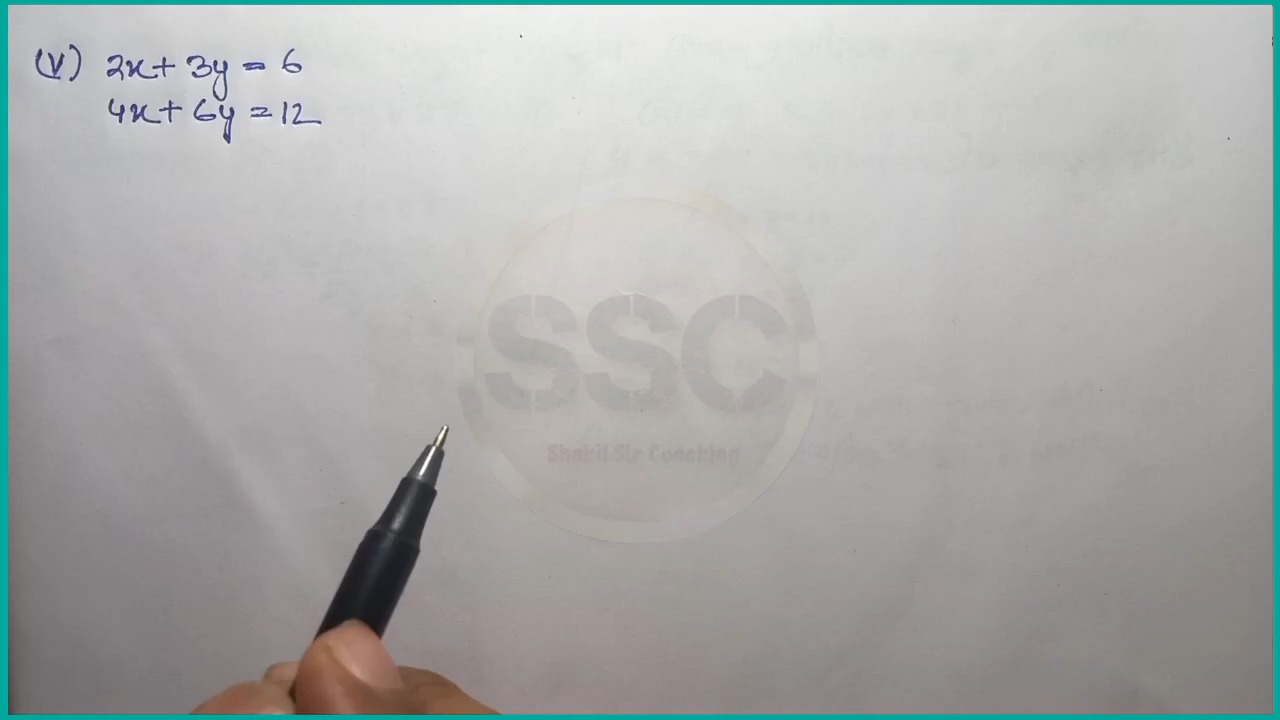 (V) 2x + 3y = 6
4x + 6y = 12
SSC
Shakil Sir Coaching